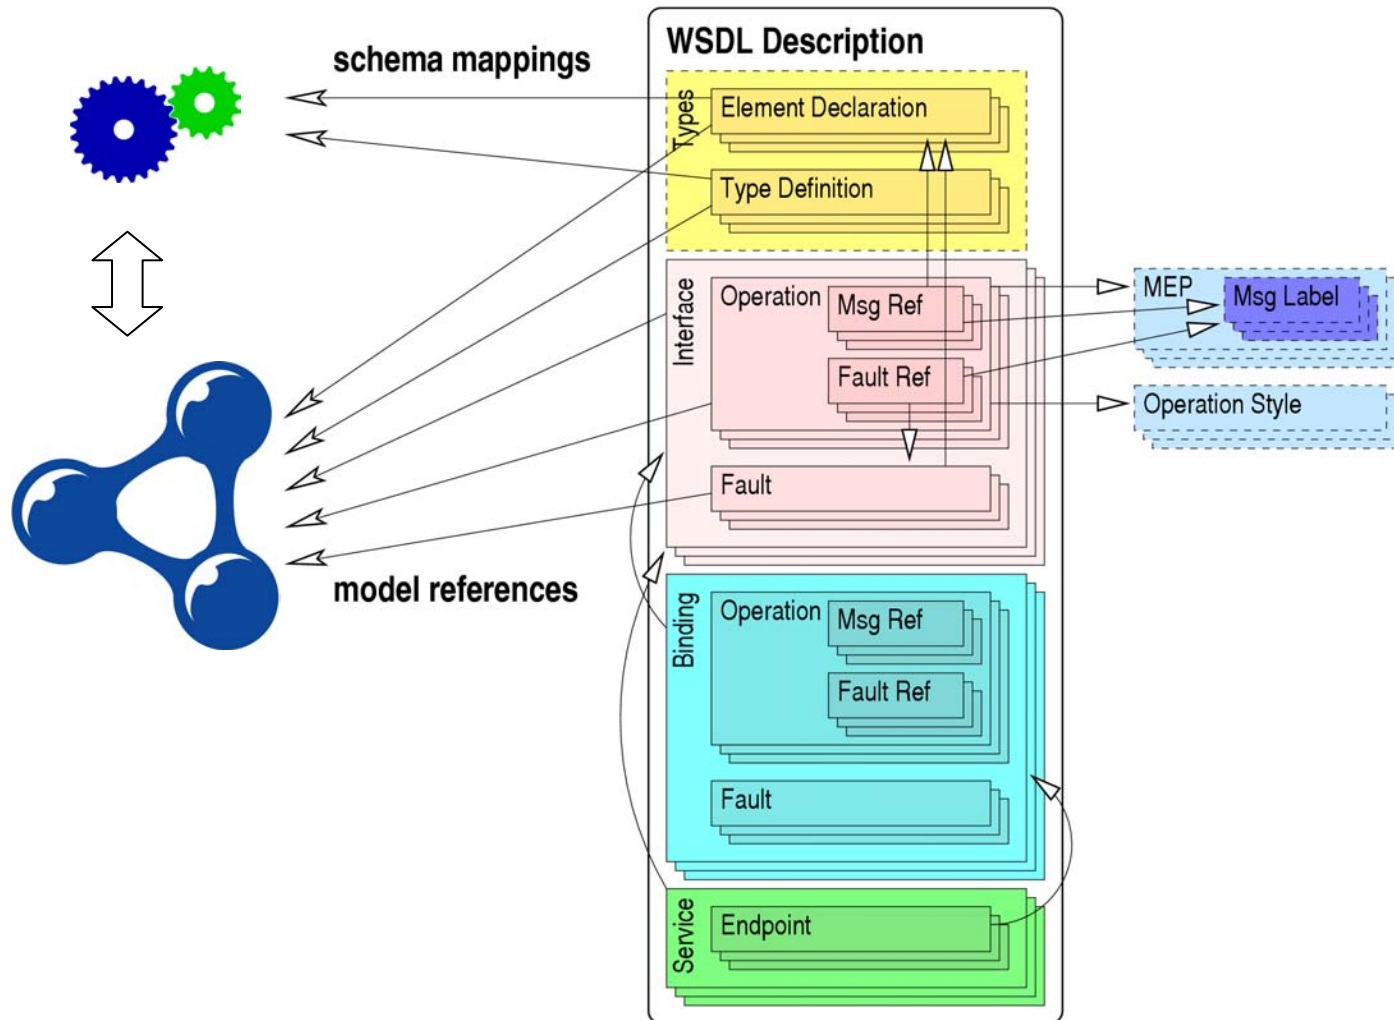 WSDL Description
schema mappings
Types
Element Declaration
Type Definition
Interface
Operation
Msg Ref
Fault Ref
Fault
MEP
Msg Label
Operation Style
model references
Binding
Operation
Msg Ref
Fault Ref
Fault
Service
Endpoint